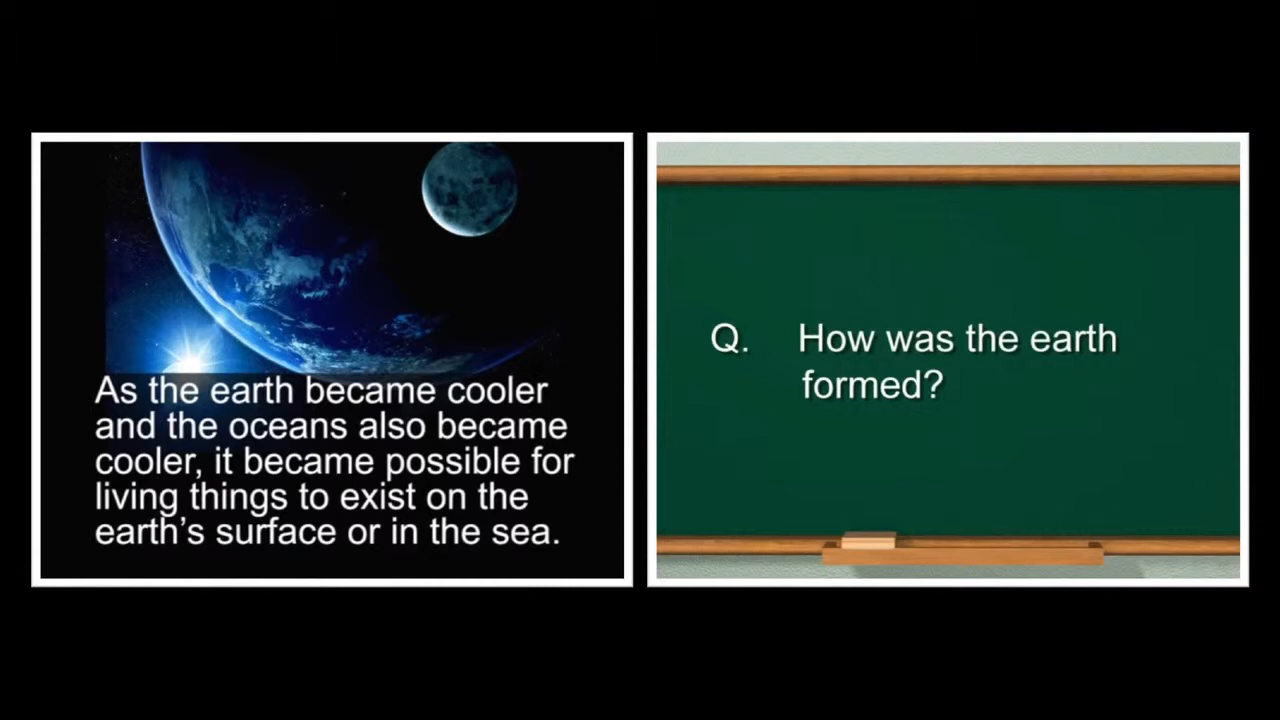 As the earth became cooler
and the oceans also became
cooler, it became possible for
living things to exist on the
earth's surface or in the sea.
Q. How was the earth
formed?